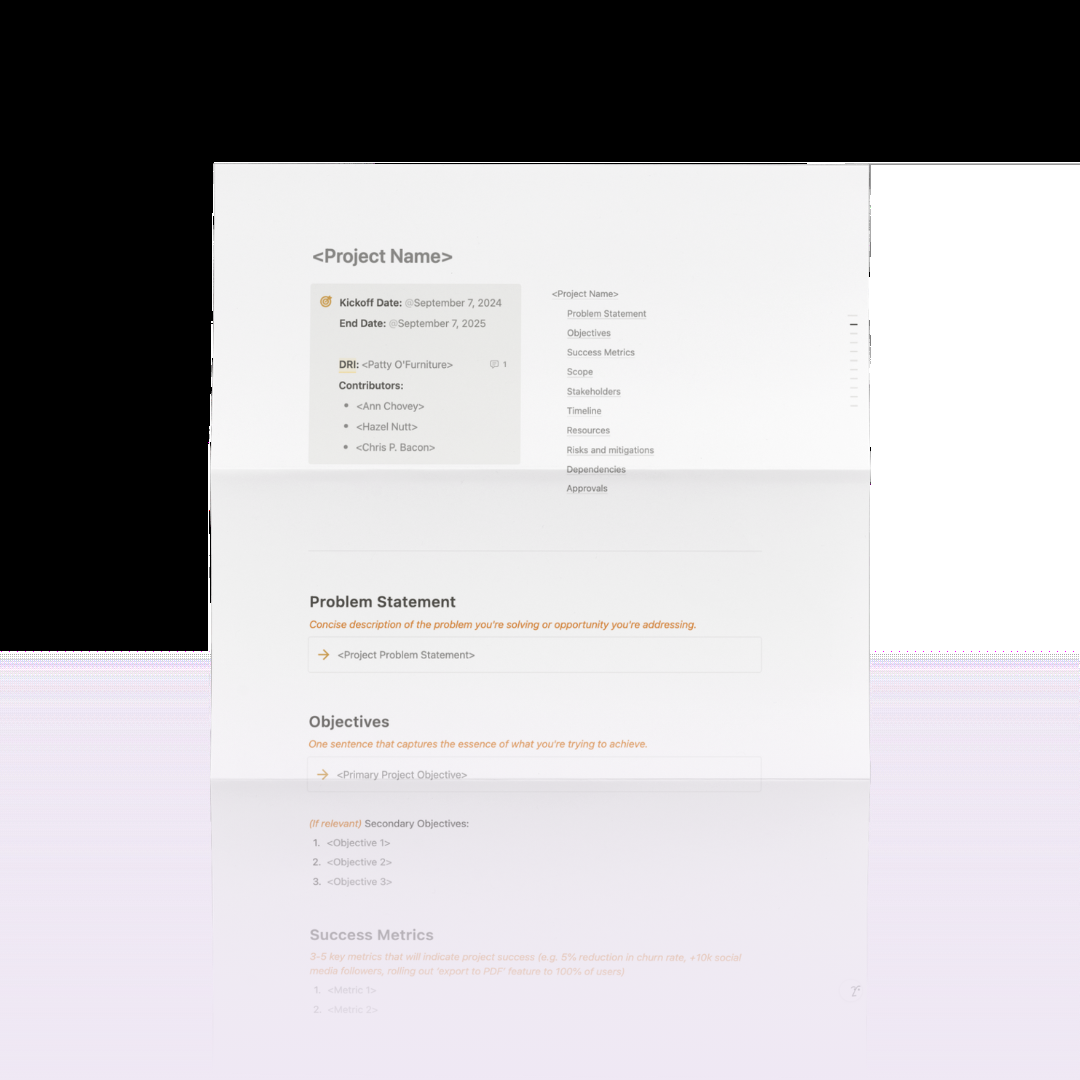 <Project Name>
Kickoff Date: @September 7, 2024
End Date: @September 7, 2025
DRI: <Patty O'Furniture>
1
Contributors:
• <Ann Chovey>
• <Hazel Nutt>
• <Chris P. Bacon>
<Project Name>
Problem Statement
Objectives
Success Metrics
Scope
Stakeholders
Timeline
Resources
Risks and mitigations
Dependencies
Approvals
Problem Statement
Concise description of the problem you're solving or opportunity you're addressing.
→ <Project Problem Statement>
Objectives
One sentence that captures the essence of what you're trying to achieve.
→ <Primary Project Objective>
(If relevant) Secondary Objectives:
1. <Objective 1>
2. <Objective 2>
3. <Objective 3>
Success Metrics
3-5 key metrics that will indicate project success (e.g. 5% reduction in churn rate, +10k social
media followers, rolling out 'export to PDF' feature to 100% of users)
1. <Metric 1>
2. <Metric 2>